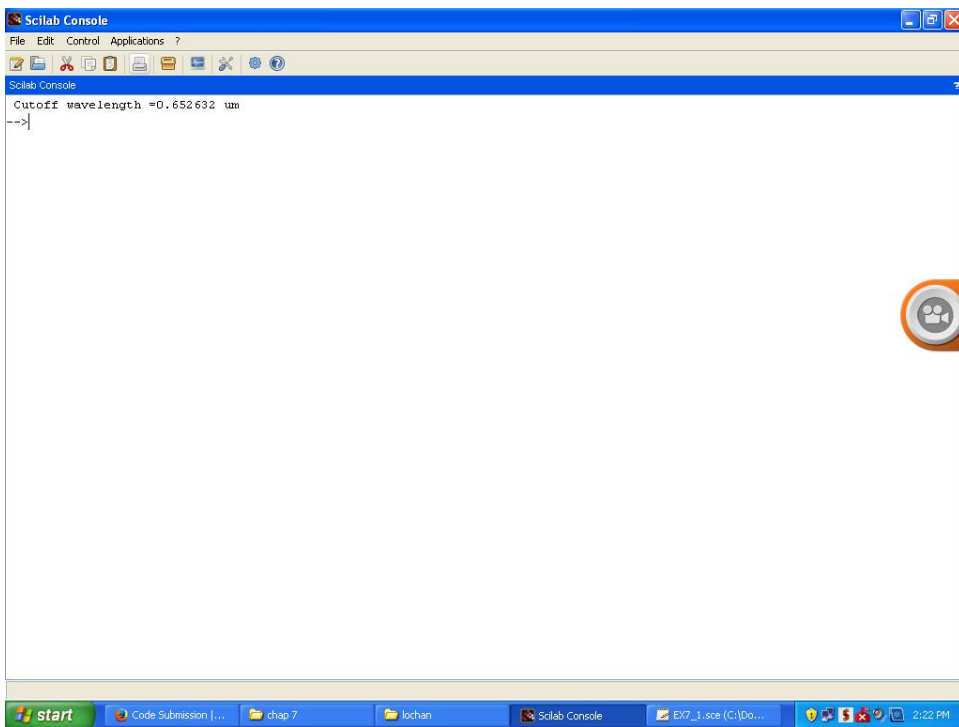 Scilab Console
File Edit Control Applications ?
Scilab Console ?
Cutoff wavelength =0.652632 um
-->
start Code Submission |... chap 7 lochan Scilab Console EX7_1.sce (C:\Do... 2:22 PM